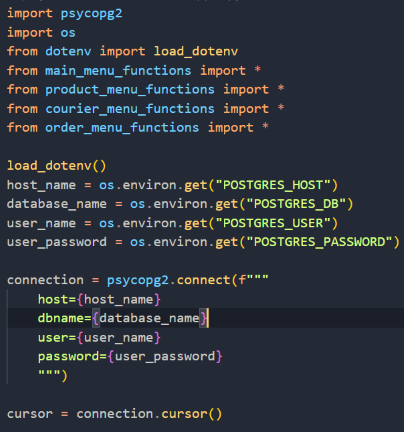 import psycopg2
import os
from dotenv import load_dotenv
from main_menu_functions import *
from product_menu_functions import *
from courier_menu_functions import *
from order_menu_functions import *

load_dotenv()
host_name = os.environ.get("POSTGRES_HOST")
database_name = os.environ.get("POSTGRES_DB")
user_name = os.environ.get("POSTGRES_USER")
user_password = os.environ.get("POSTGRES_PASSWORD")

connection = psycopg2.connect(f"""
    host={host_name}
    dbname={database_name}
    user={user_name}
    password={user_password}
    """)

cursor = connection.cursor()